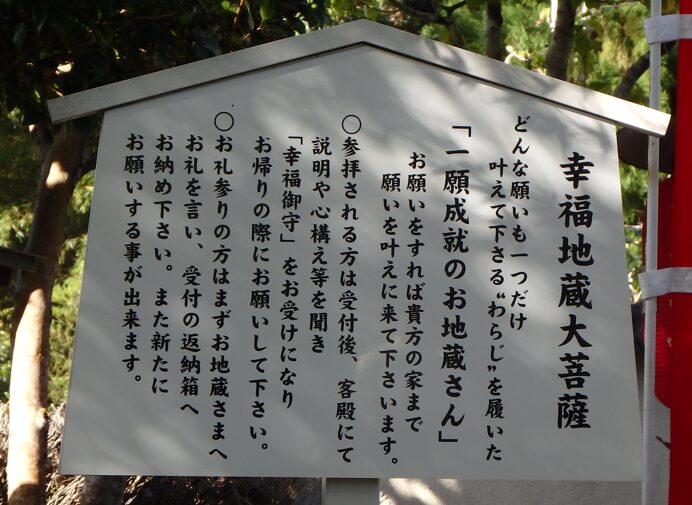 幸福地蔵大菩薩
どんな願いも一つだけ
叶えて下さる〝わらじ〟を履いた
「一願成就のお地蔵さん」
お願いをすれば貴方の家まで
願いを叶えに来て下さいます。
○参拝される方は受付後、客殿にて
説明や心構え等を聞き
「幸福御守」をお受けになり
お帰りの際にお願いして下さい。
○お礼参りの方はまずお地蔵さまへ
お礼を言い、受付の返納箱へ
お納め下さい。また新たに
お願いする事が出来ます。